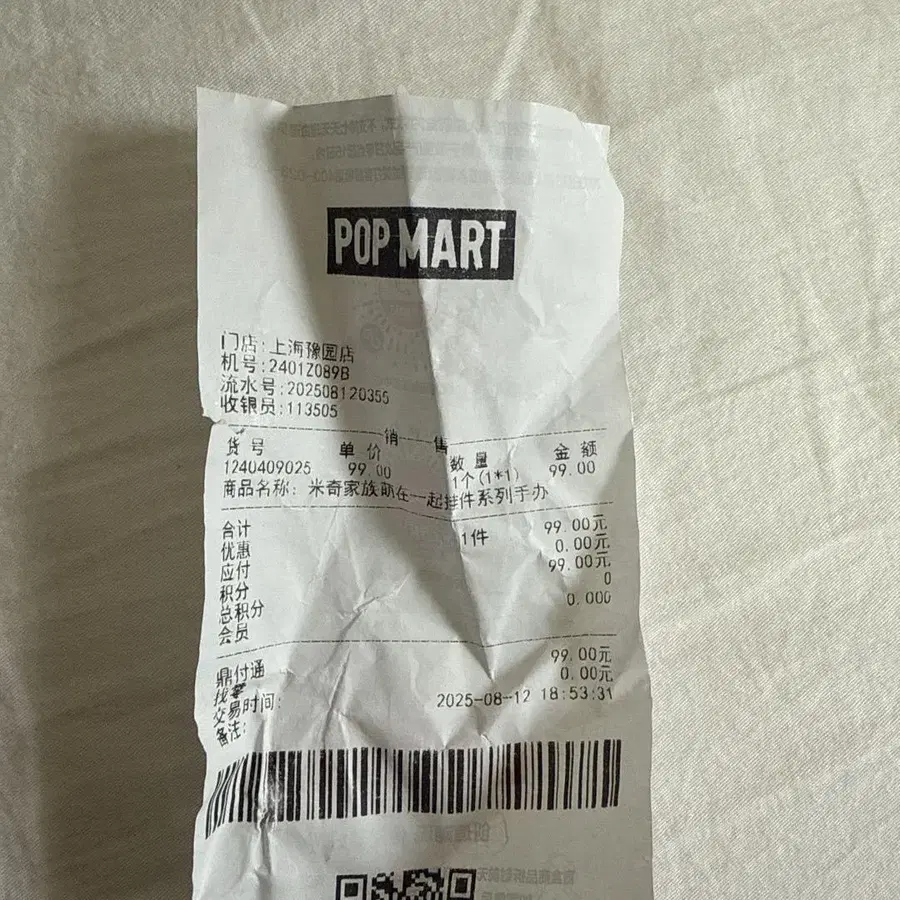 POP MART
门店:上海豫园店
机号:2401Z089B
流水号:202508120355
收银员:113505
销 售
货号 单价 数量 金额
1240409025 99.00 1个(1*1) 99.00
商品名称: 米奇家族萌在一起挂件系列手办
合计 1件 99.00元
优惠 0.00元
应付 99.00元
积分 0
总积分 0.000
会员
鼎付通 99.00元
找零 0.00元
交易时间: 2025-08-12 18:53:31
备注: